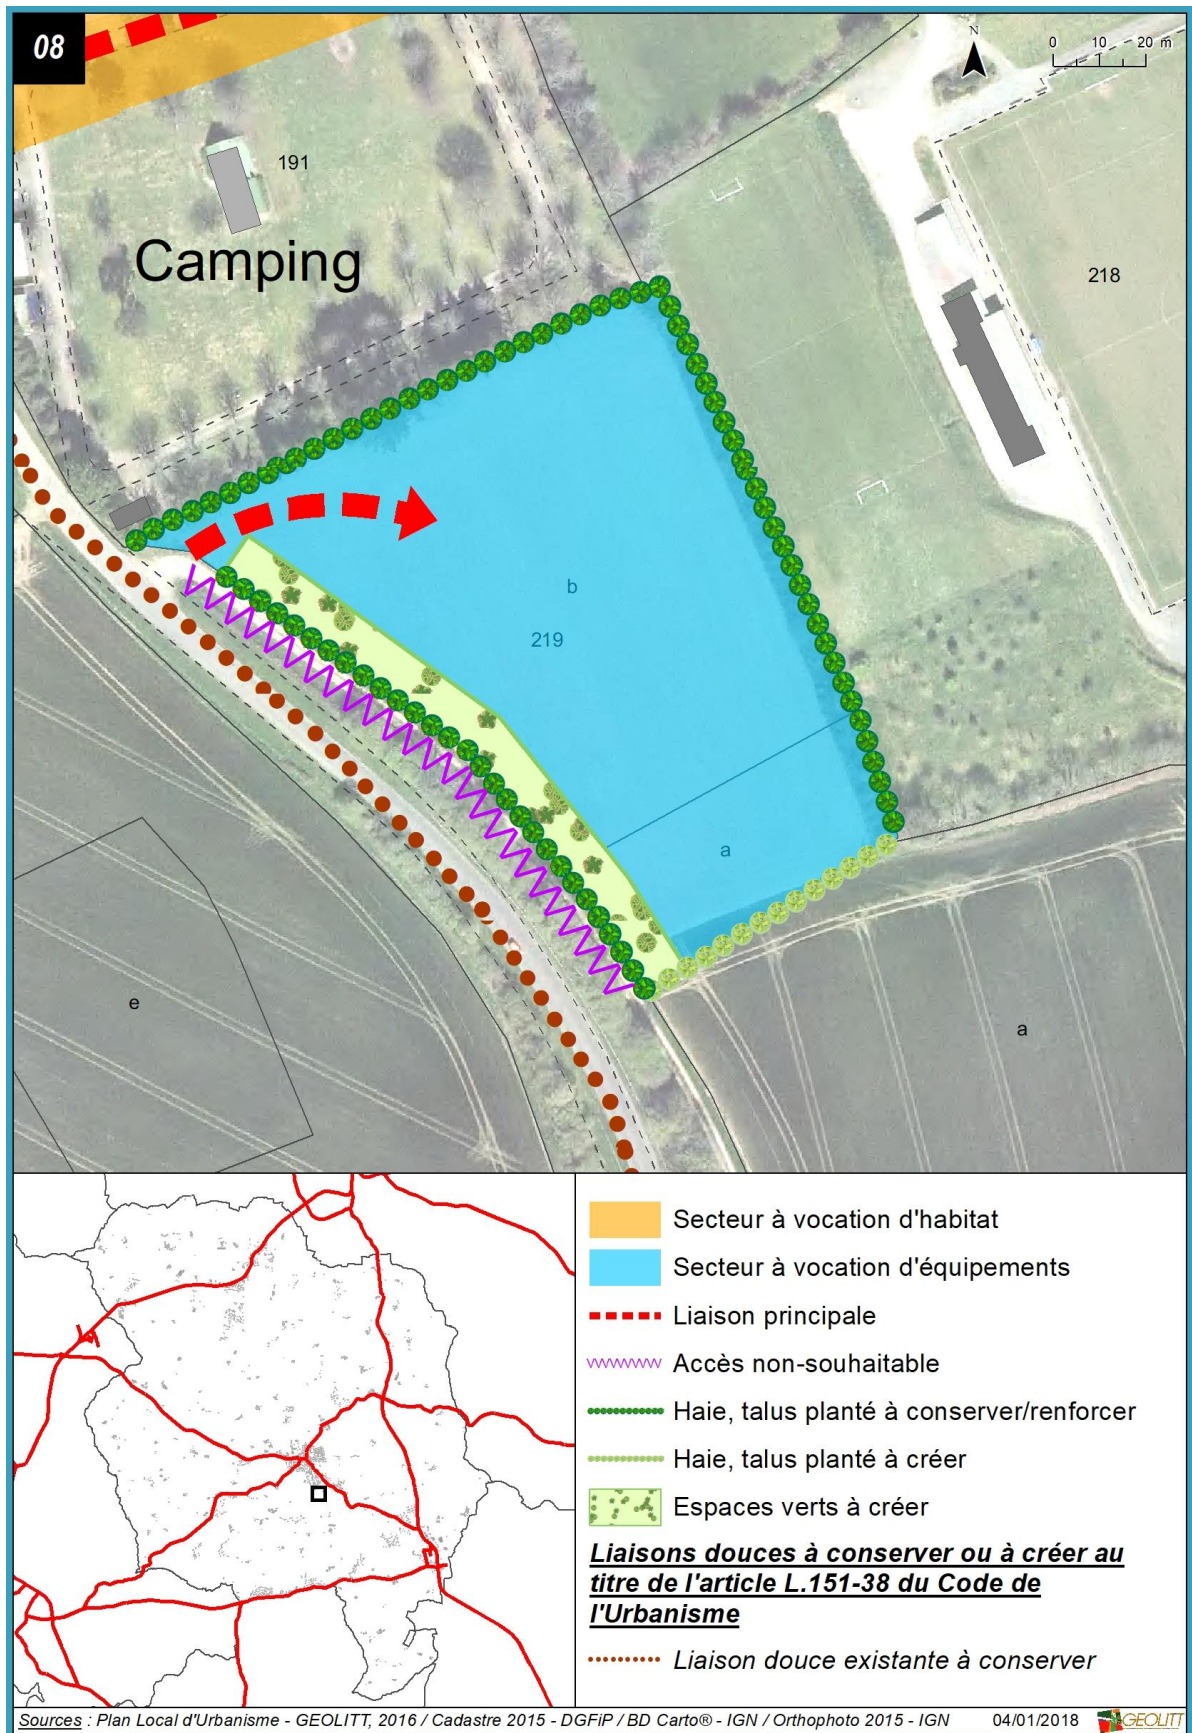 08
N
0 10 20 m
191
Camping
218
b
219
a
e
a
Secteur à vocation d'habitat
Secteur à vocation d'équipements
Liaison principale
Accès non-souhaitable
Haie, talus planté à conserver/renforcer
Haie, talus planté à créer
Espaces verts à créer
Liaisons douces à conserver ou à créer au
titre de l'article L.151-38 du Code de
l'Urbanisme
Liaison douce existante à conserver
Sources : Plan Local d'Urbanisme - GEOLITT, 2016 / Cadastre 2015 - DGFiP / BD Carto® - IGN / Orthophoto 2015 - IGN 04/01/2018 GEOLITT